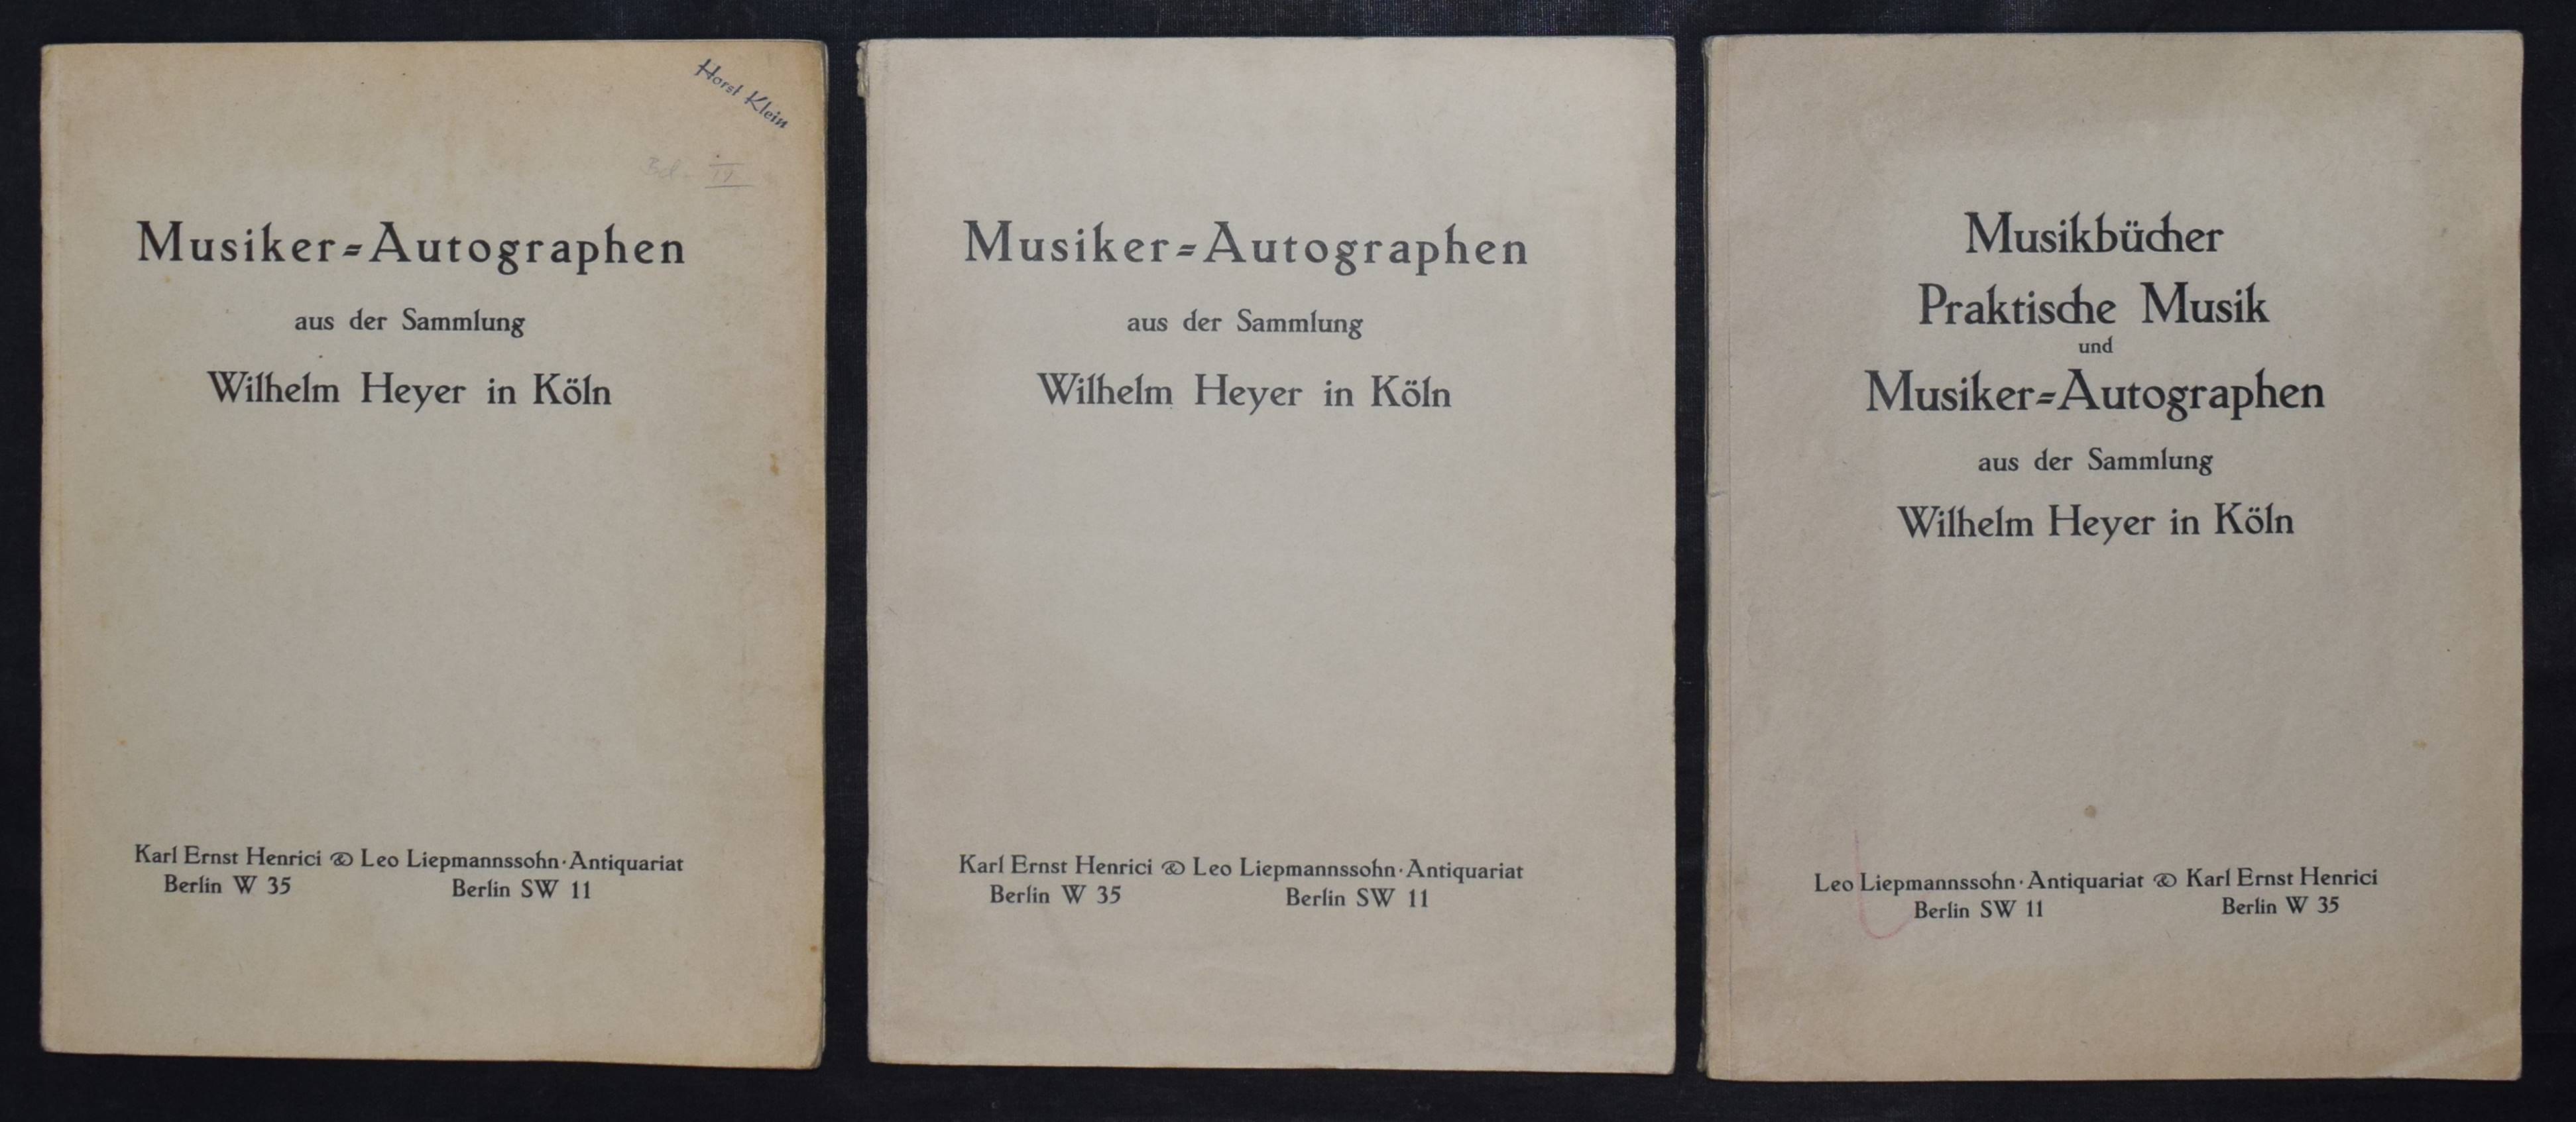 Horst Klein
Bd. IV
Musiker=Autographen
aus der Sammlung
Wilhelm Heyer in Köln
Karl Ernst Henrici & Leo Liepmannssohn·Antiquariat
Berlin W 35 Berlin SW 11
Musiker=Autographen
aus der Sammlung
Wilhelm Heyer in Köln
Karl Ernst Henrici & Leo Liepmannssohn·Antiquariat
Berlin W 35 Berlin SW 11
Musikbücher
Praktische Musik
und
Musiker=Autographen
aus der Sammlung
Wilhelm Heyer in Köln
Leo Liepmannssohn·Antiquariat & Karl Ernst Henrici
Berlin SW 11 Berlin W 35